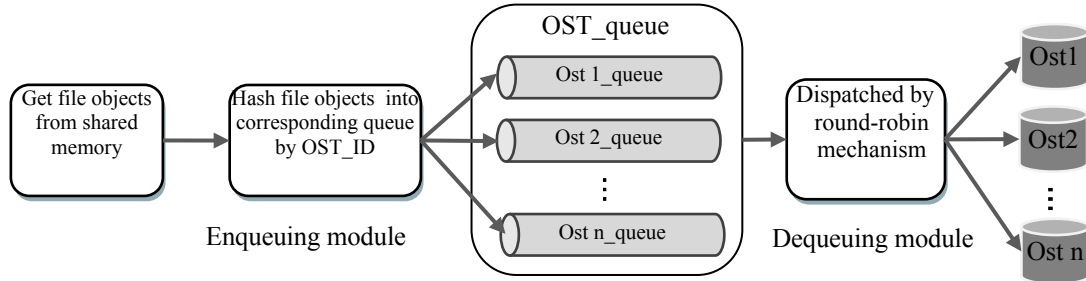 Get file objects
from shared
memory
Hash file objects into
corresponding queue
by OST_ID
Enqueuing module
OST_queue
Ost 1_queue
Ost 2_queue
⋮
Ost n_queue
Dispatched by
round-robin
mechanism
Dequeuing module
Ost1
Ost2
⋮
Ost n